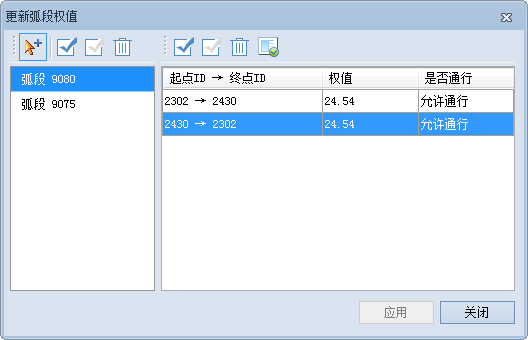 更新弧段权值
弧段 9080
弧段 9075
起点ID → 终点ID 权值 是否通行
2302 → 2430 24.54 允许通行
2430 → 2302 24.54 允许通行
应用 关闭